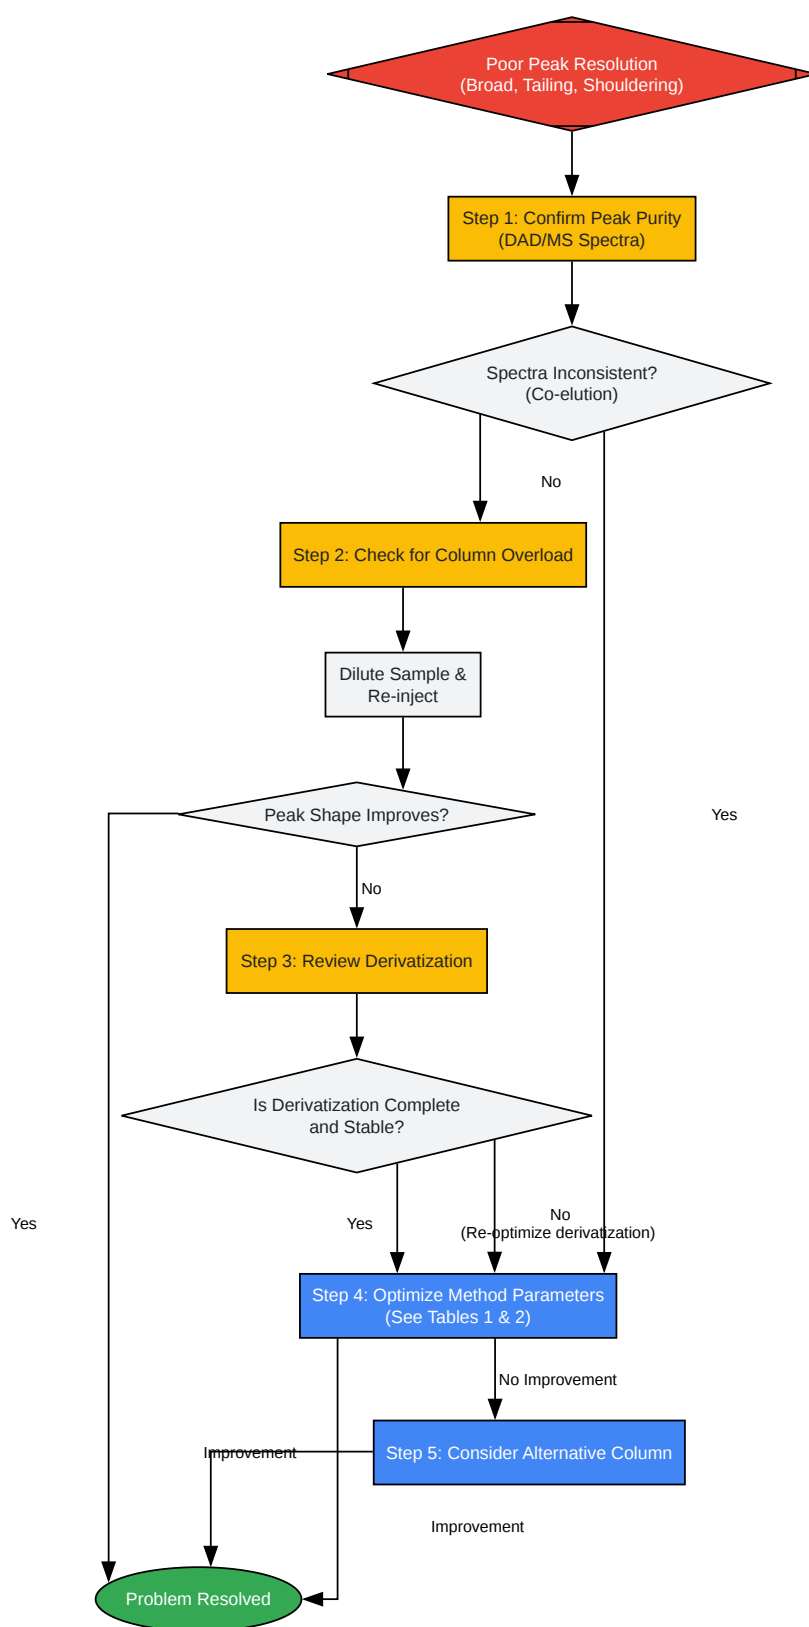 Poor Peak Resolution
(Broad, Tailing, Shouldering)
Step 1: Confirm Peak Purity
(DAD/MS Spectra)
Spectra Inconsistent?
(Co-elution)
No
Step 2: Check for Column Overload
Dilute Sample &
Re-inject
Peak Shape Improves?
Yes
No
Step 3: Review Derivatization
Is Derivatization Complete
and Stable?
Yes
Yes
No
(Re-optimize derivatization)
Step 4: Optimize Method Parameters
(See Tables 1 & 2)
No Improvement
Improvement
Step 5: Consider Alternative Column
Improvement
Problem Resolved